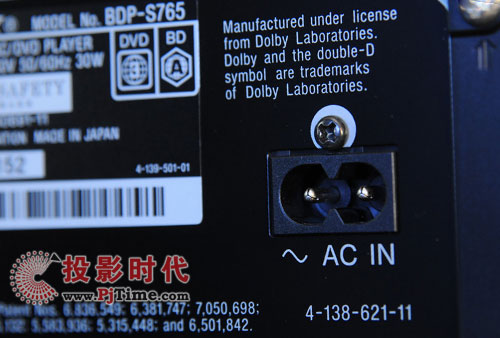 MODEL No. BDP-S765
DVD PLAYER
50/60Hz 30W
DVD
BD
A
SAFETY
MADE IN JAPAN
4-139-501-01
Manufactured under license
from Dolby Laboratories.
Dolby and the double-D
symbol are trademarks
of Dolby Laboratories.
~ AC IN
投影时代
www.PjTime.com
Nos. 6,836,549; 6,381,747; 7,050,698;
5,583,936; 5,315,448; and 6,501,842.
4-138-621-11